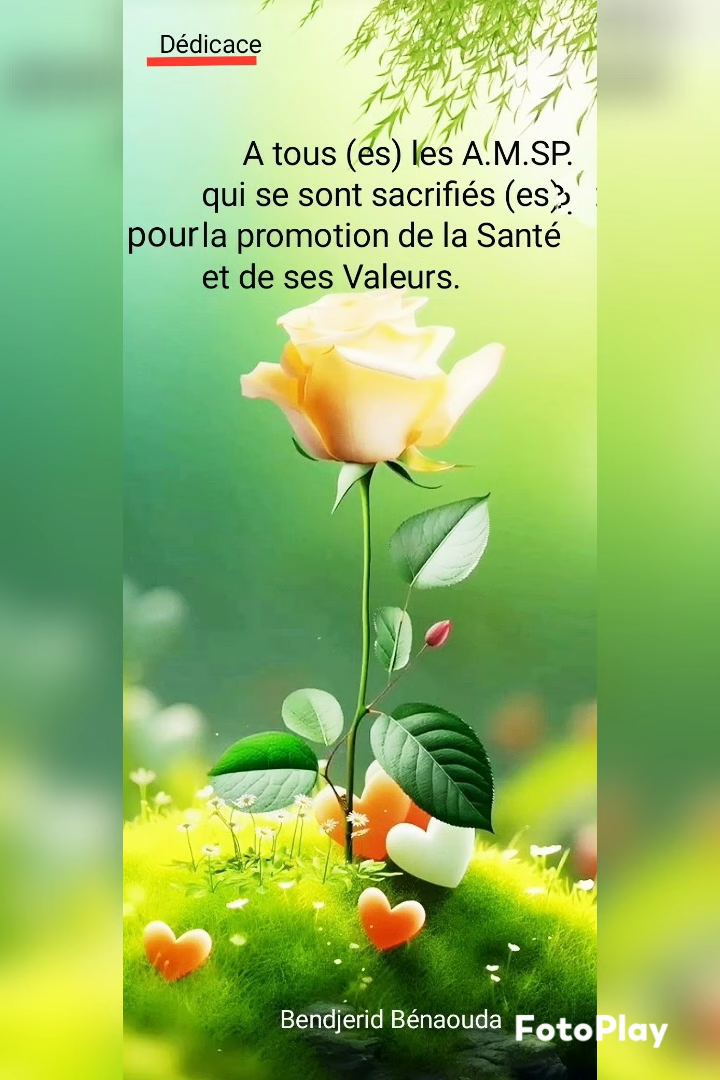 Dédicace
A tous (es) les A.M.SP.
qui se sont sacrifiés (es)
pour la promotion de la Santé
et de ses Valeurs.
Bendjerid Bénaouda
FotoPlay